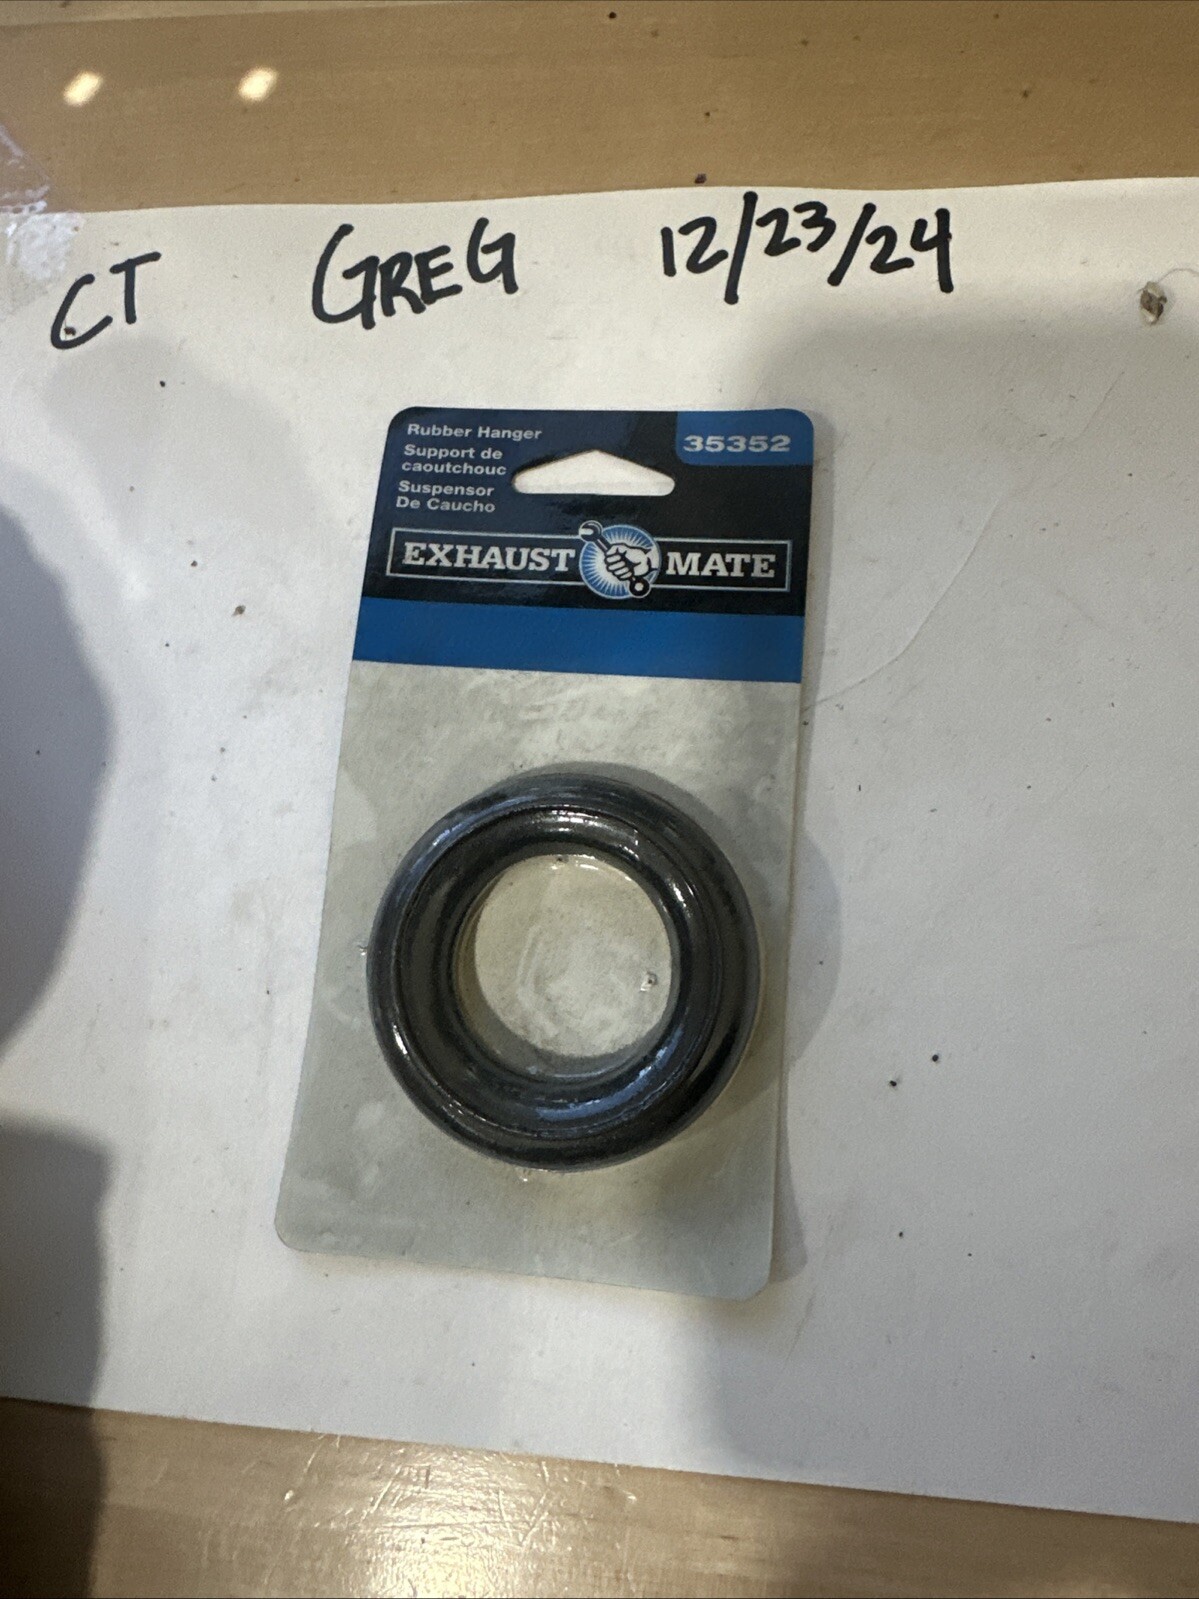 CT GREG 12/23/24
Rubber Hanger
35352
Support de
caoutchouc
Suspensor
De Caucho
EXHAUST MATE